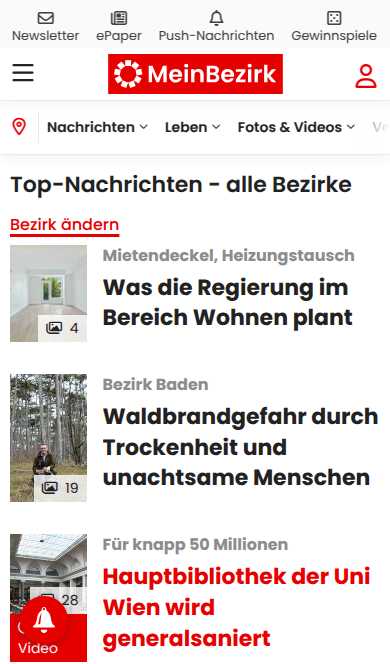 Newsletter ePaper Push-Nachrichten Gewinnspiele
MeinBezirk
Nachrichten Leben Fotos & Videos Ve
Top-Nachrichten - alle Bezirke
Bezirk ändern
Mietendeckel, Heizungstausch
Was die Regierung im
Bereich Wohnen plant
4
Bezirk Baden
Waldbrandgefahr durch
Trockenheit und
unachtsame Menschen
19
Für knapp 50 Millionen
Hauptbibliothek der Uni
Wien wird
generalsaniert
28
Video